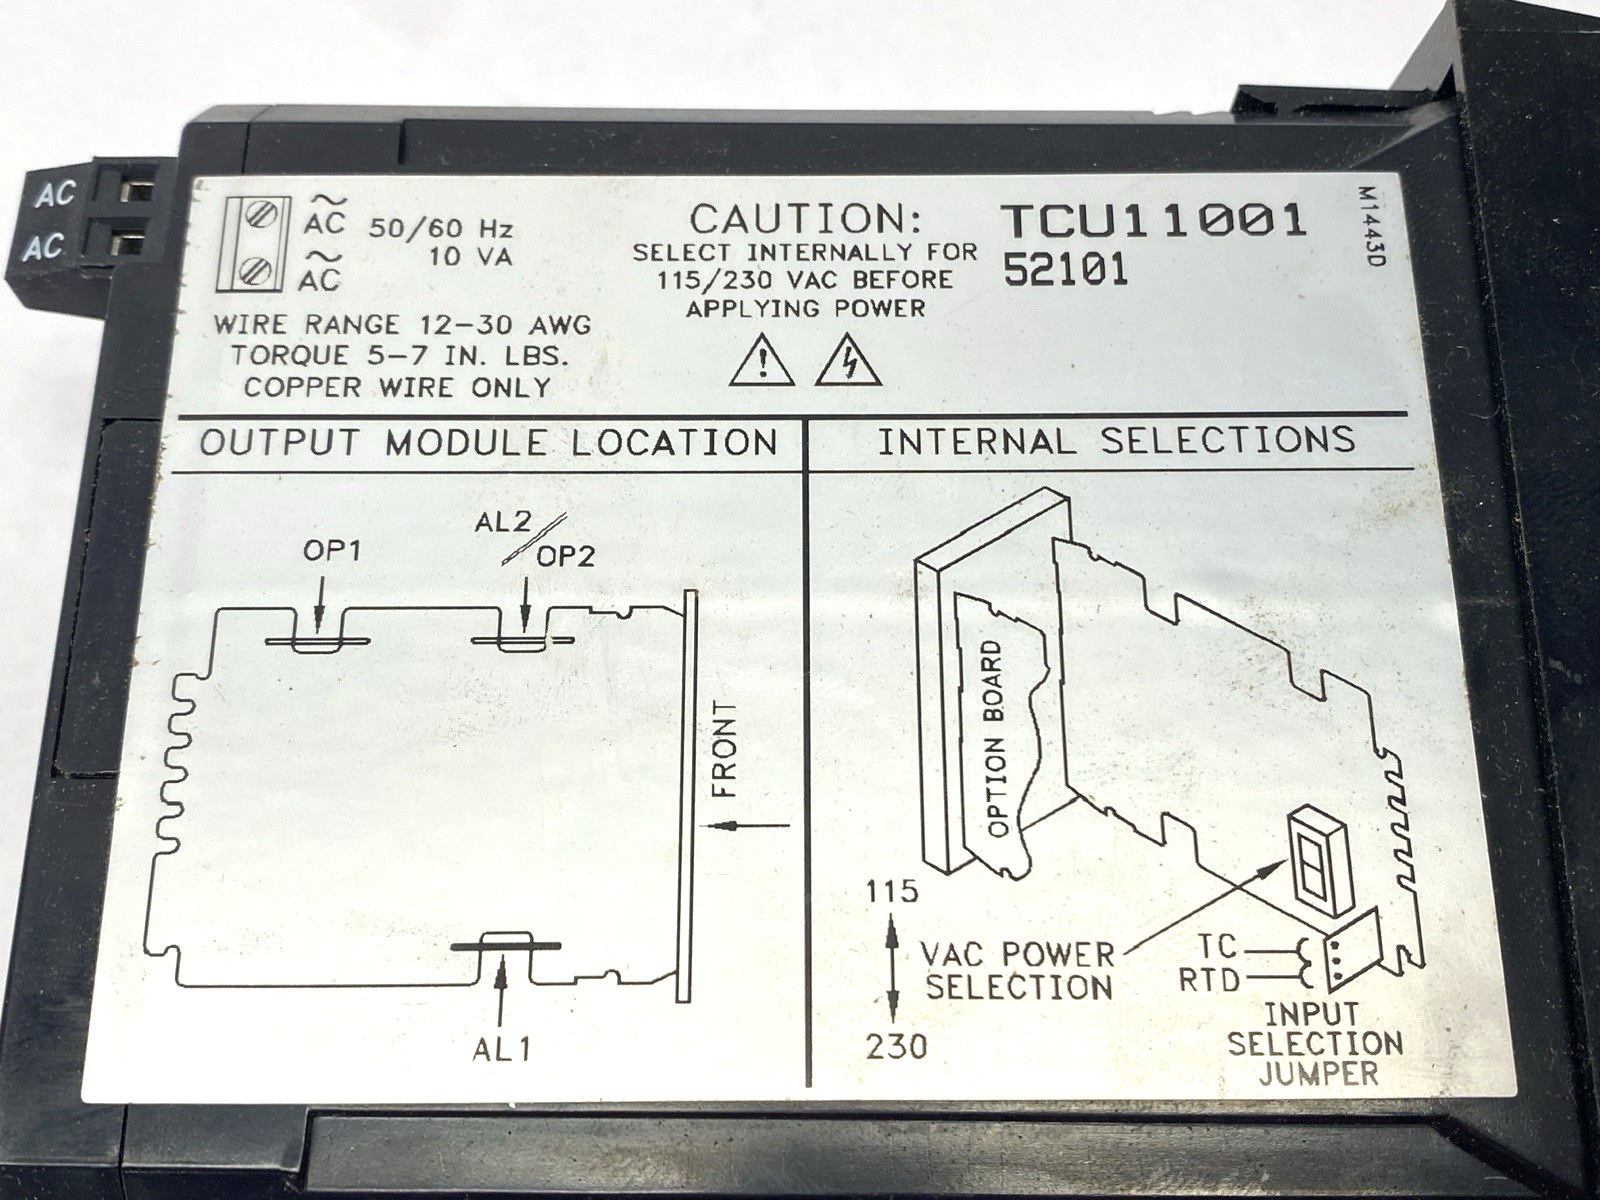 AC
AC
AC 50/60 Hz
10 VA
AC
WIRE RANGE 12-30 AWG
TORQUE 5-7 IN. LBS.
COPPER WIRE ONLY
CAUTION:
SELECT INTERNALLY FOR
115/230 VAC BEFORE
APPLYING POWER
TCU11001
52101
M1443D
OUTPUT MODULE LOCATION
OP1
AL2/OP2
FRONT
AL1
INTERNAL SELECTIONS
OPTION BOARD
115
VAC POWER
SELECTION
230
TC
RTD
INPUT
SELECTION
JUMPER